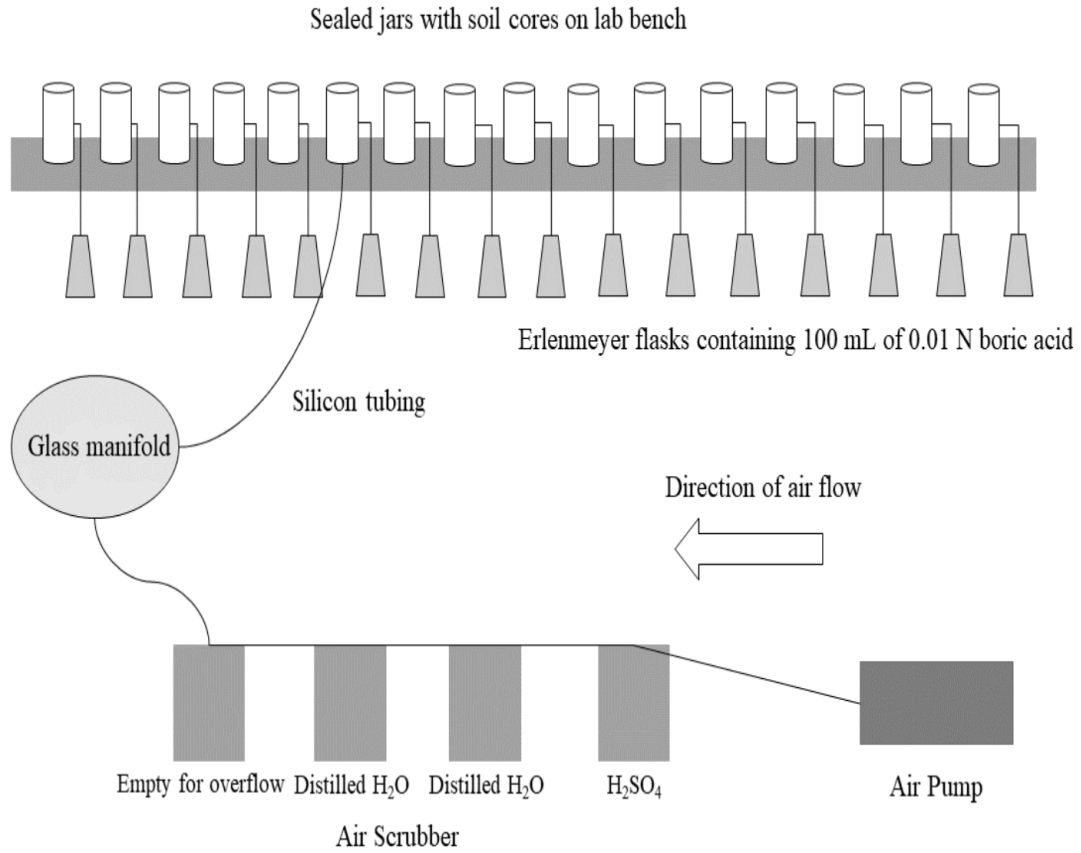 Sealed jars with soil cores on lab bench
Erlenmeyer flasks containing 100 mL of 0.01 N boric acid
Silicon tubing
Glass manifold
Direction of air flow
Empty for overflow
Distilled H₂O
Distilled H₂O
H₂SO₄
Air Pump
Air Scrubber